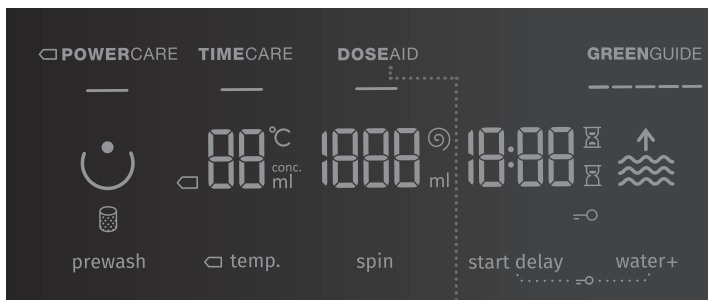 POWERCARE TIMECARE DOSEAID GREENGUIDE
88 °C 1888 18:88
conc.
ml ml
prewash temp. spin start delay water+